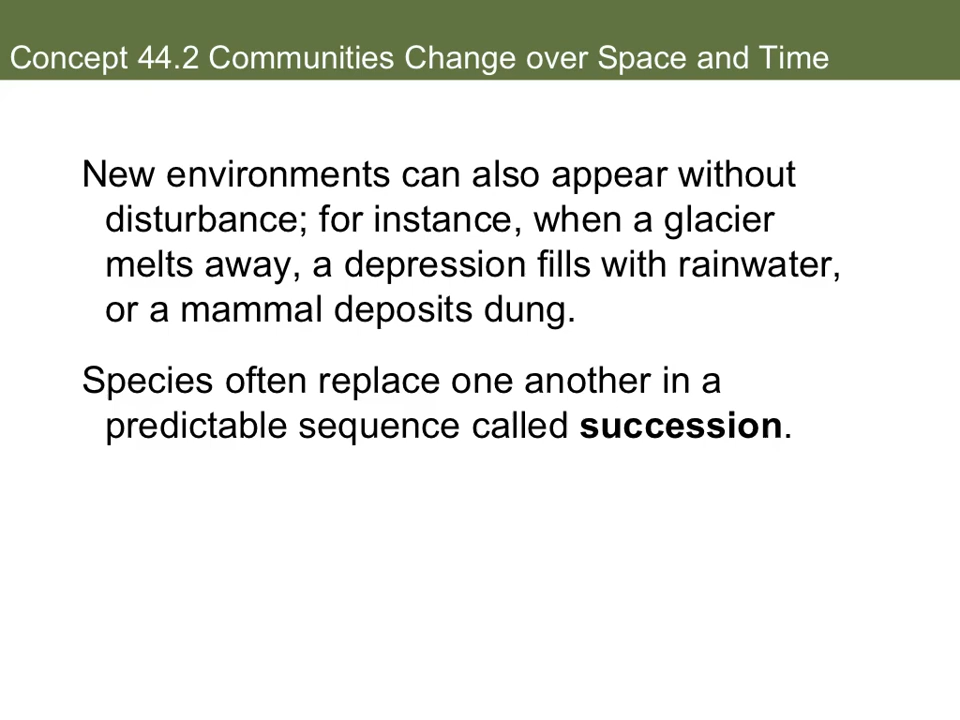 Concept 44.2 Communities Change over Space and Time
New environments can also appear without
disturbance; for instance, when a glacier
melts away, a depression fills with rainwater,
or a mammal deposits dung.
Species often replace one another in a
predictable sequence called succession.